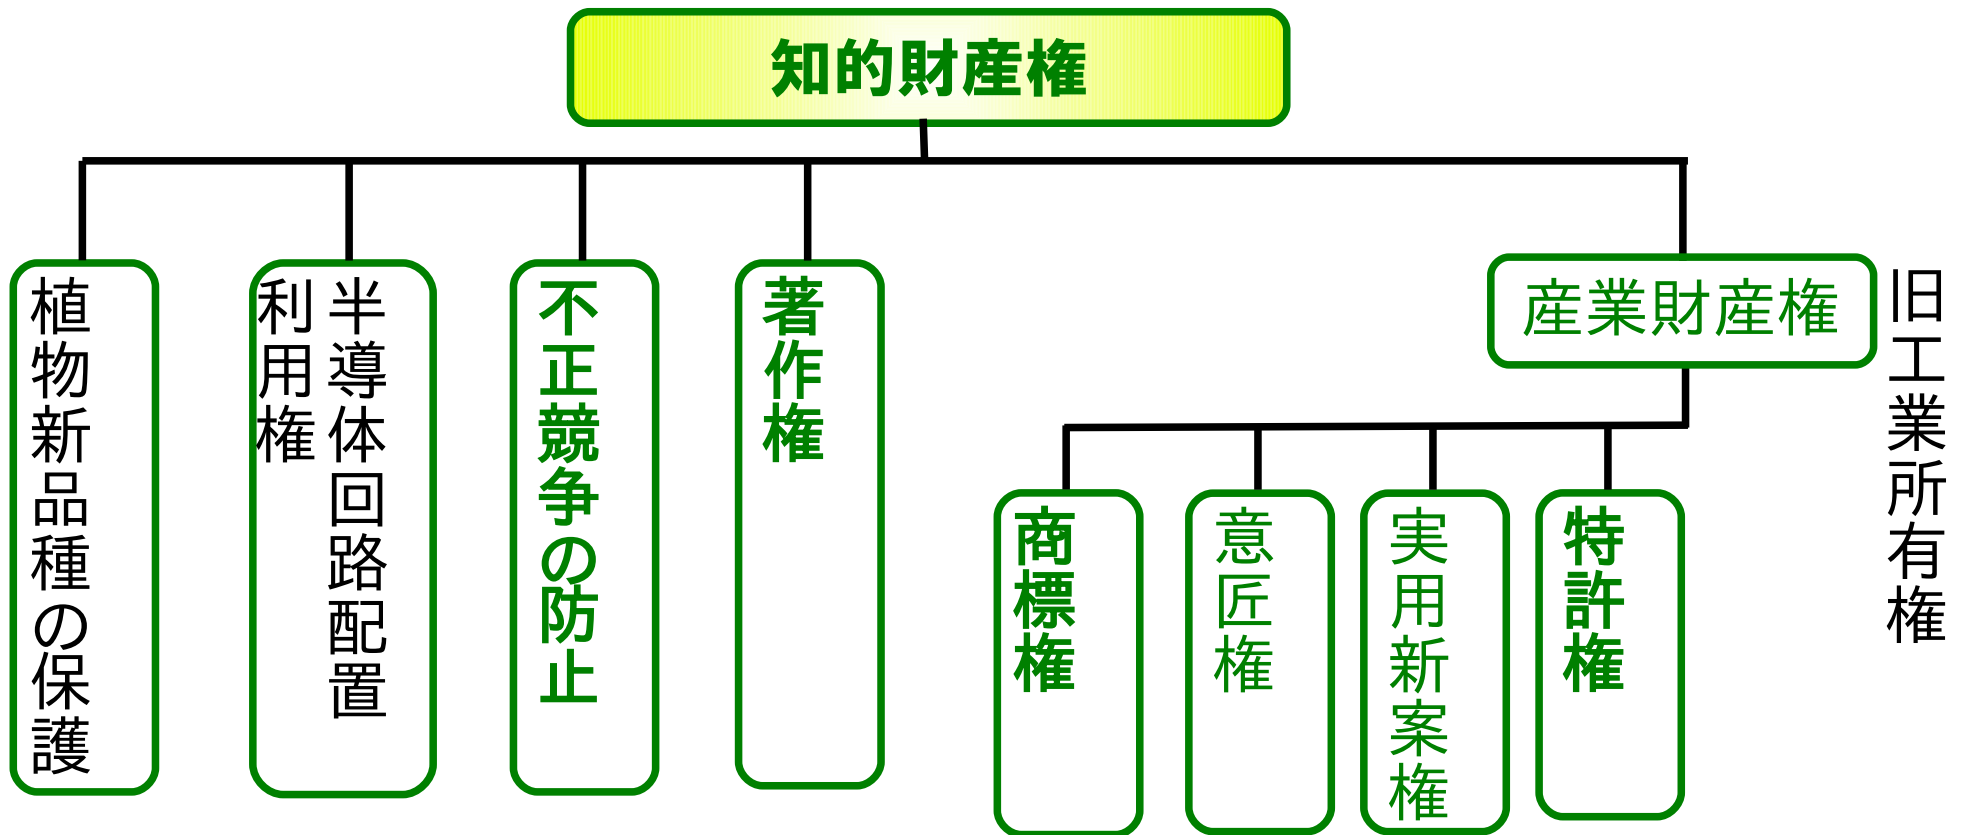 知的財産権
植物新品種の保護
半導体回路配置
利用権
不正競争の防止
著作権
産業財産権
旧工業所有権
商標権
意匠権
実用新案権
特許権